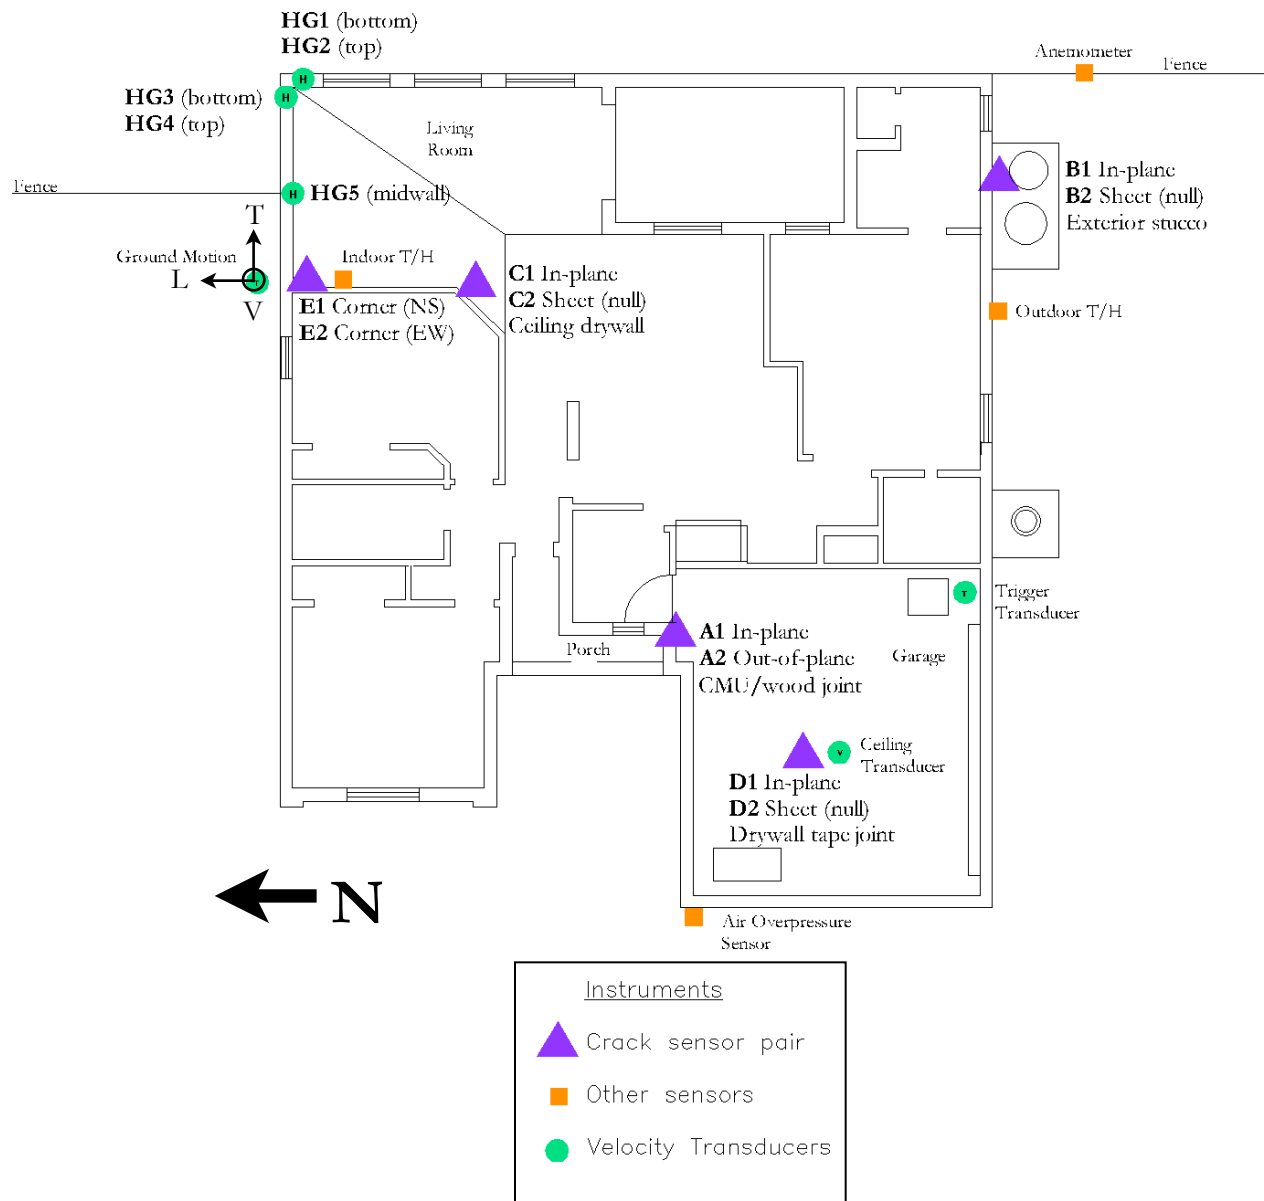 HG1 (bottom)
HG2 (top)
Anemometer
Fence
HG3 (bottom)
HG4 (top)
Living
Room
Fence
HG5 (midwall)
B1 In-plane
B2 Sheet (null)
Exterior stucco
T
Ground Motion
L
V
Indoor T/H
E1 Corner (NS)
E2 Corner (EW)
C1 In-plane
C2 Sheet (null)
Ceiling drywall
Outdoor T/H
Trigger
Transducer
Porch
A1 In-plane
A2 Out-of-plane
CMU/wood joint
Garage
Ceiling
Transducer
D1 In-plane
D2 Sheet (null)
Drywall tape joint
N
Air Overpressure
Sensor
Instruments
Crack sensor pair
Other sensors
Velocity Transducers
H
H
H
T
V